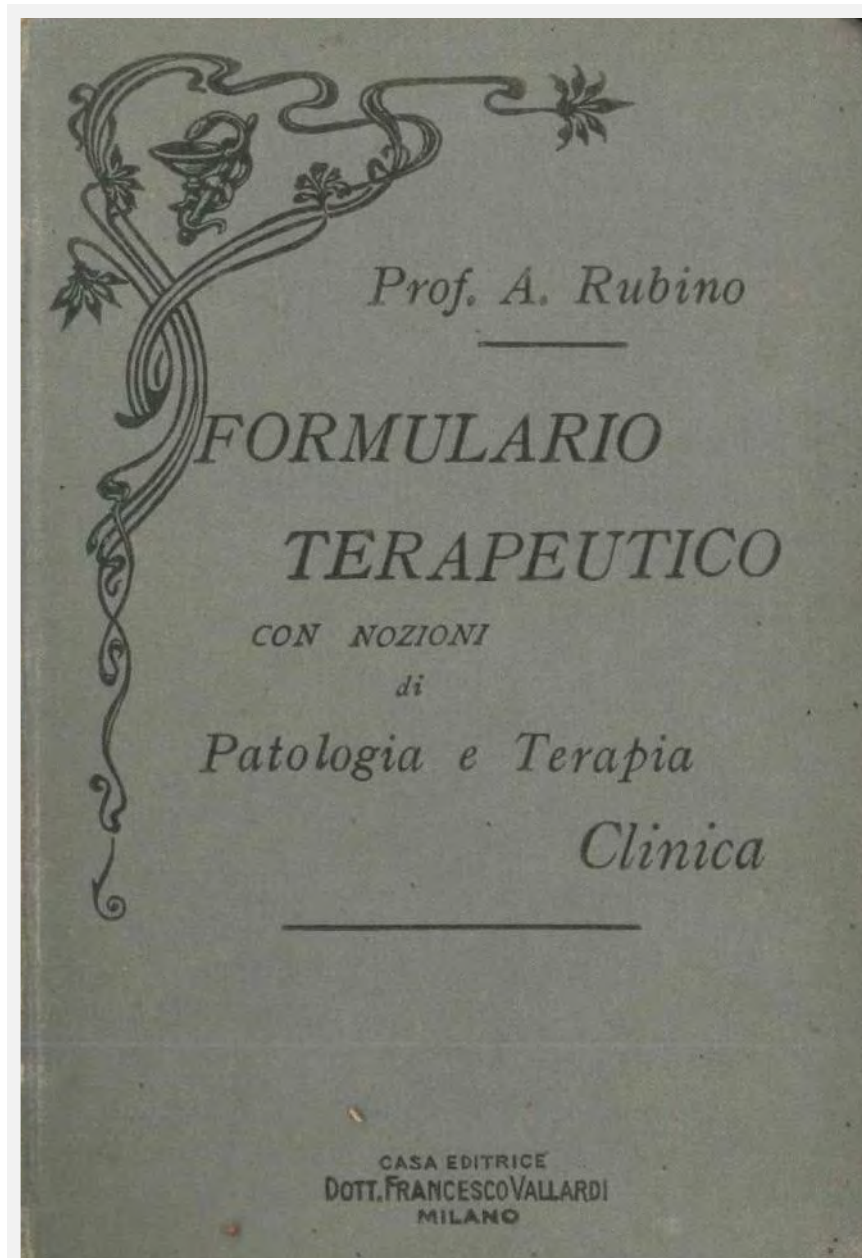 Prof. A. Rubino
FORMULARIO
TERAPEUTICO
CON NOZIONI
di
Patologia e Terapia
Clinica
CASA EDITRICE
DOTT. FRANCESCO VALLARDI
MILANO